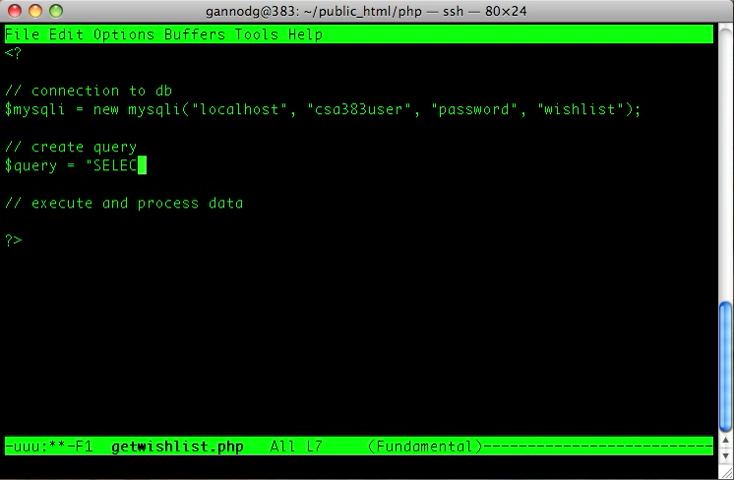 gannodg@383: ~/public_html/php — ssh — 80×24
File Edit Options Buffers Tools Help
<?
// connection to db
$mysqli = new mysqli("localhost", "csa383user", "password", "wishlist");
// create query
$query = "SELEC
// execute and process data
?>
-uuu:**-F1  getwishlist.php   All L7     (Fundamental)--------------------------